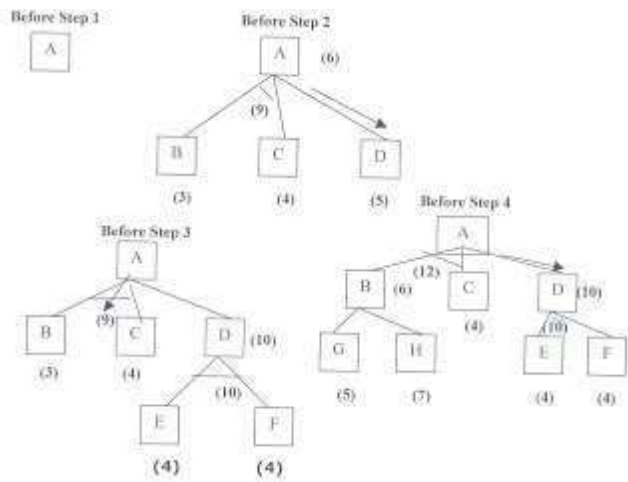 Before Step 1
A
Before Step 2
A (6)
(9)
B C D
(3) (4) (5)
Before Step 3
A
(9)
B C D (10)
(3) (4)
(10)
E F
(4) (4)
Before Step 4
A
(12)
B (6) C D (10)
(4) (10)
G H E F
(5) (7) (4) (4)